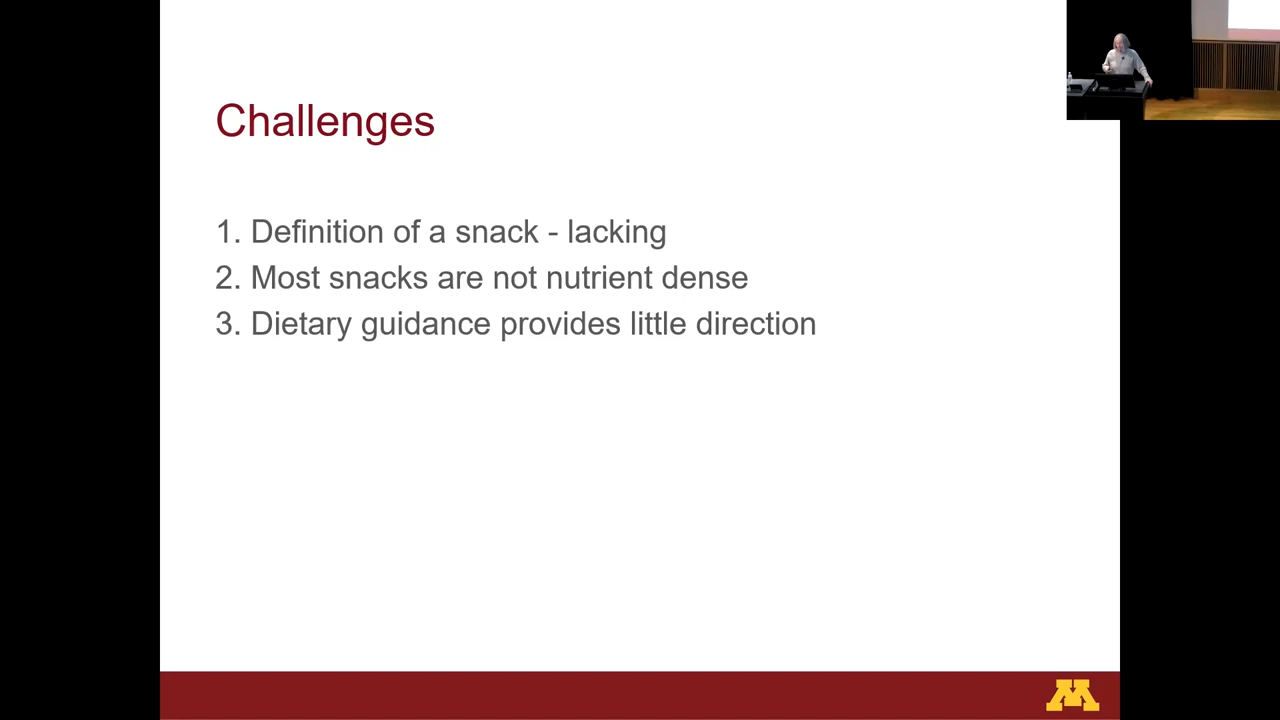 Challenges
1. Definition of a snack - lacking
2. Most snacks are not nutrient dense
3. Dietary guidance provides little direction
M